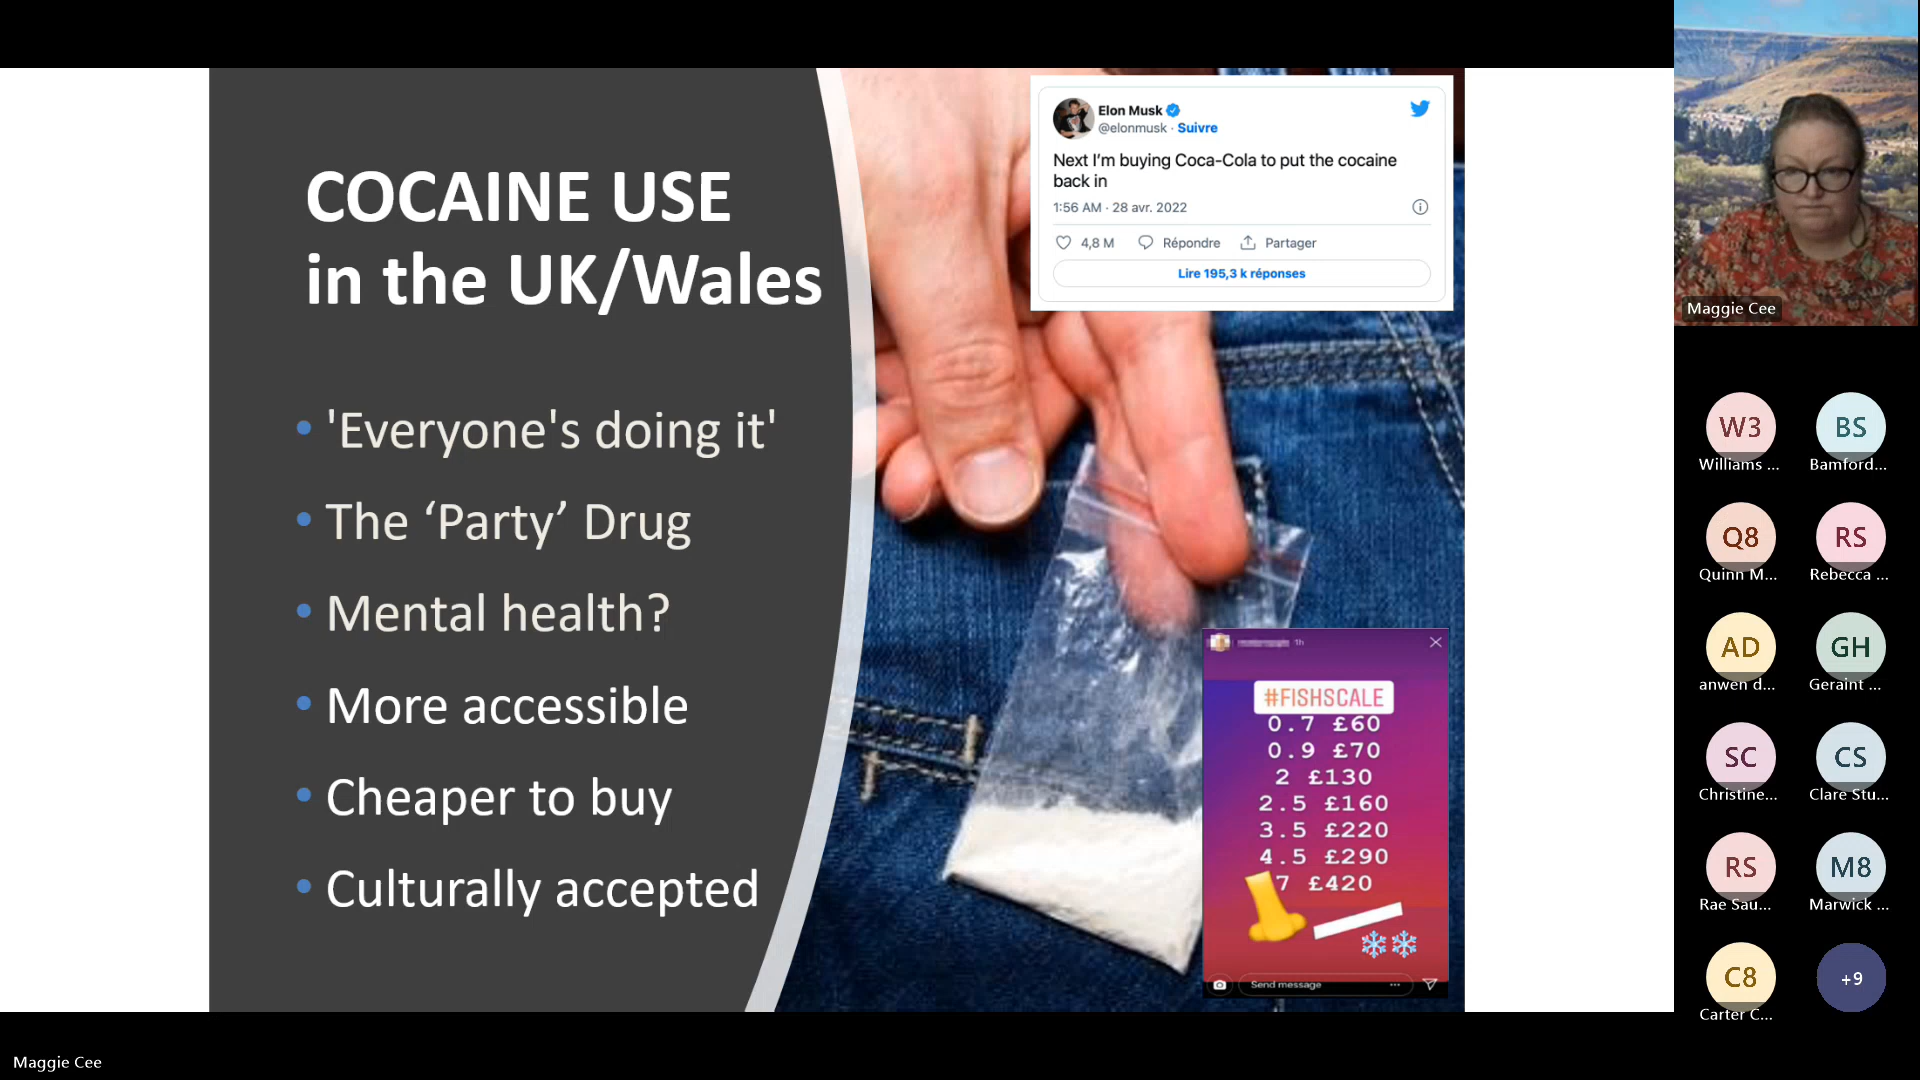 COCAINE USE
in the UK/Wales
• 'Everyone's doing it'
• The ‘Party’ Drug
• Mental health?
• More accessible
• Cheaper to buy
• Culturally accepted
Elon Musk
@elonmusk · Suivre
Next I'm buying Coca-Cola to put the cocaine
back in
1:56 AM · 28 avr. 2022
4,8 M Répondre Partager
Lire 195,3 k réponses
1h
#FISHSCALE
0.7 £60
0.9 £70
2 £130
2.5 £160
3.5 £220
4.5 £290
7 £420
Send message
Maggie Cee
W3 BS
Williams ... Bamford...
Q8 RS
Quinn M... Rebecca ...
AD GH
anwen d... Geraint ...
SC CS
Christine... Clare Stu...
RS M8
Rae Sau... Marwick ...
C8 +9
Carter C...
Maggie Cee